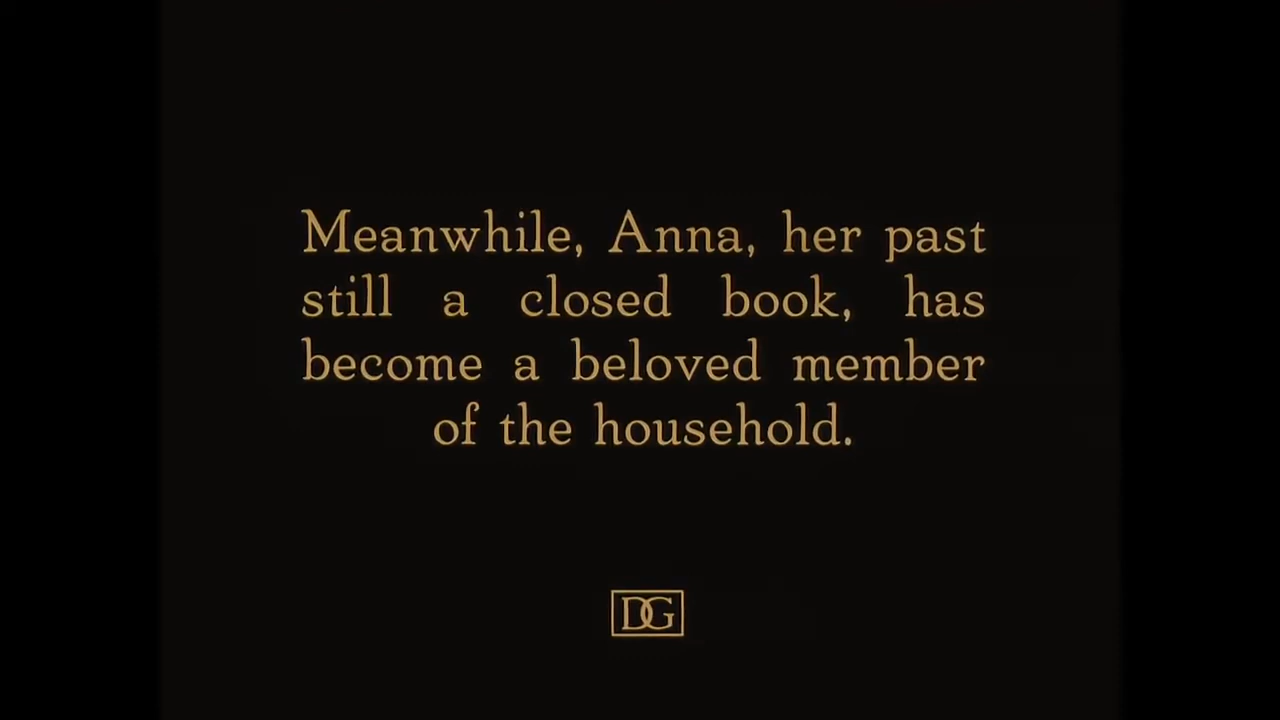 Meanwhile, Anna, her past
still a closed book, has
become a beloved member
of the household.
DG